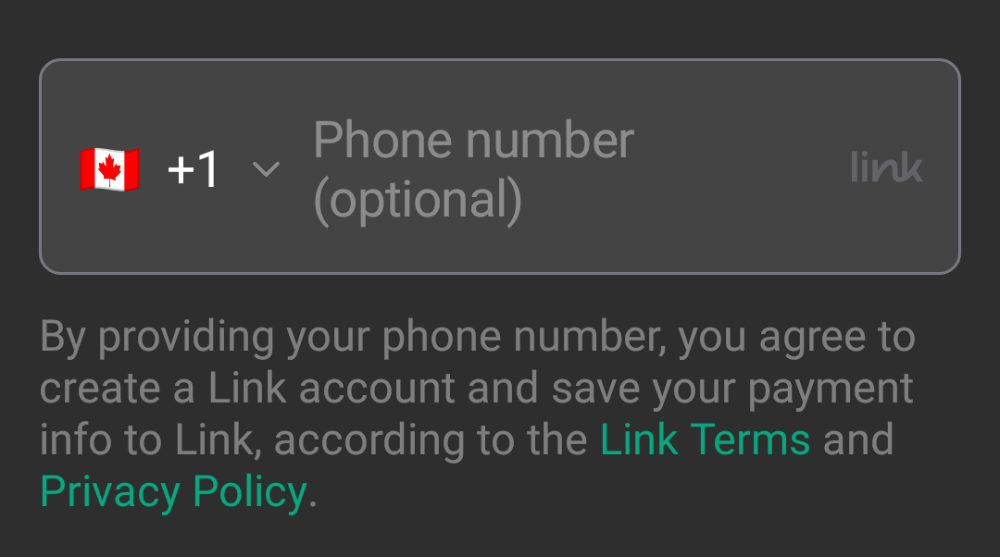 +1
Phone number
(optional)
link
By providing your phone number, you agree to
create a Link account and save your payment
info to Link, according to the Link Terms and
Privacy Policy.